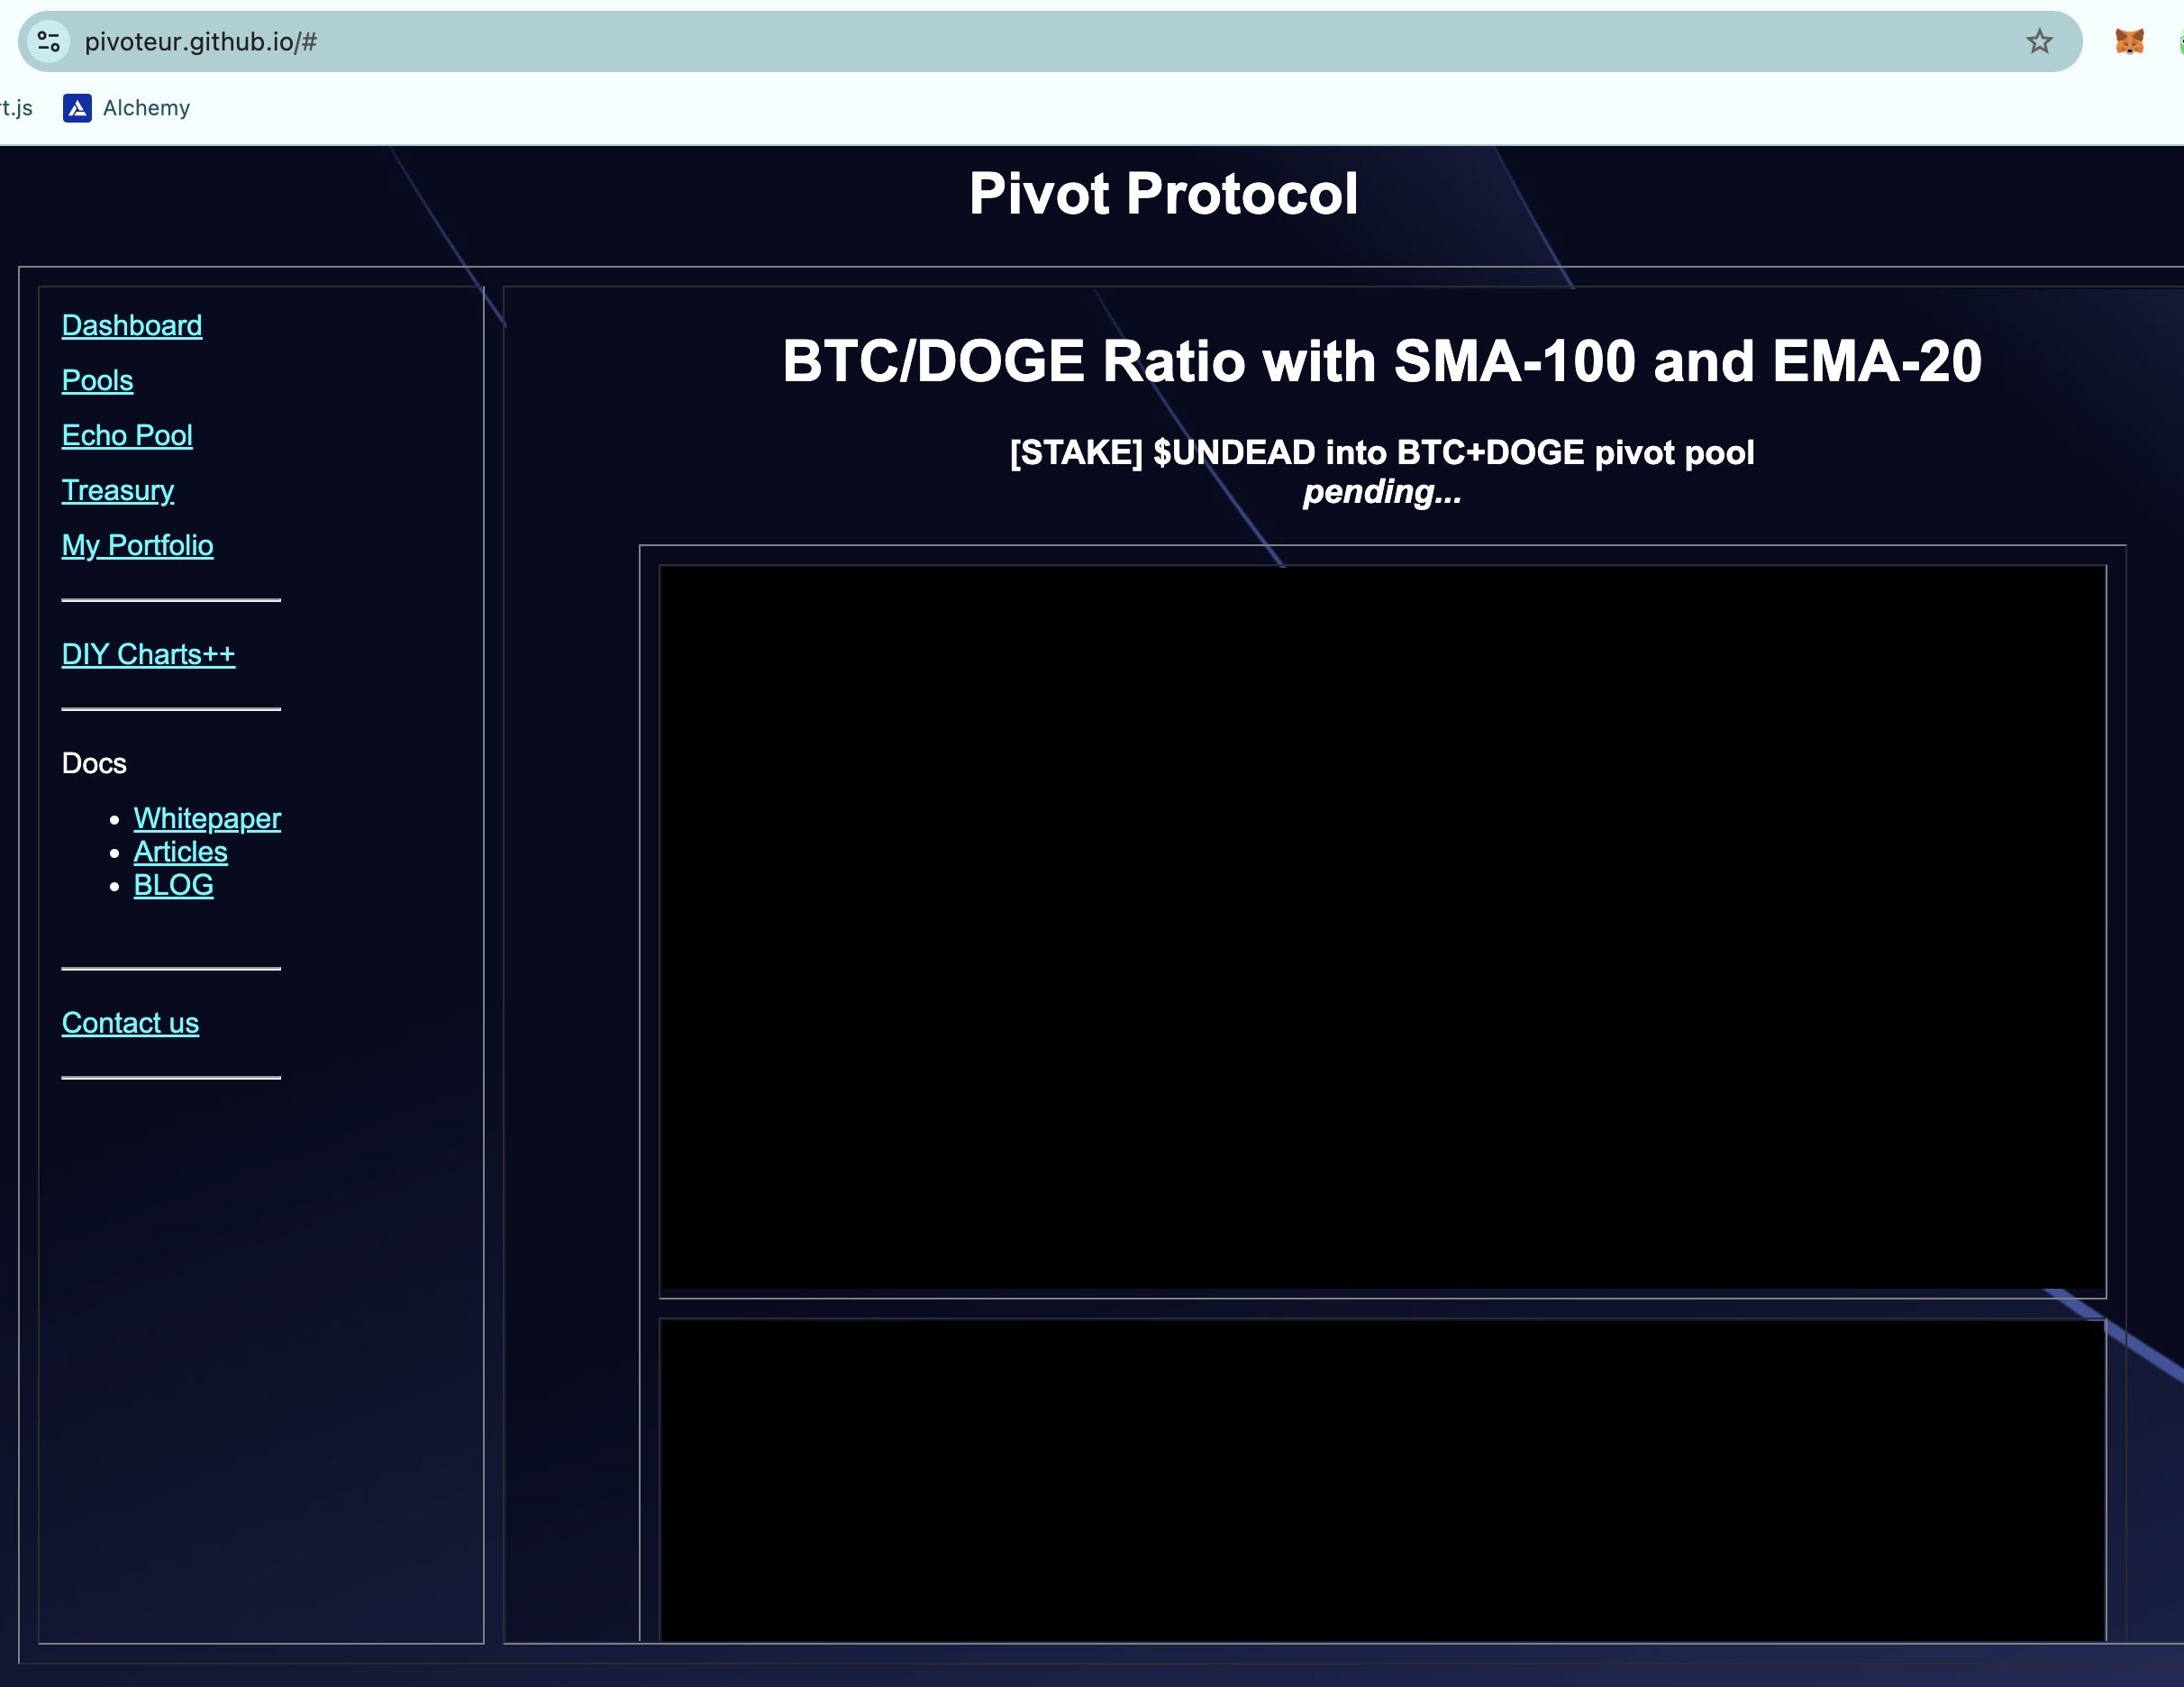 pivoteur.github.io/#
t.js Alchemy
Pivot Protocol
Dashboard
Pools
Echo Pool
Treasury
My Portfolio
DIY Charts++
Docs
Whitepaper
Articles
BLOG
Contact us
BTC/DOGE Ratio with SMA-100 and EMA-20
[STAKE] $UNDEAD into BTC+DOGE pivot pool
pending...